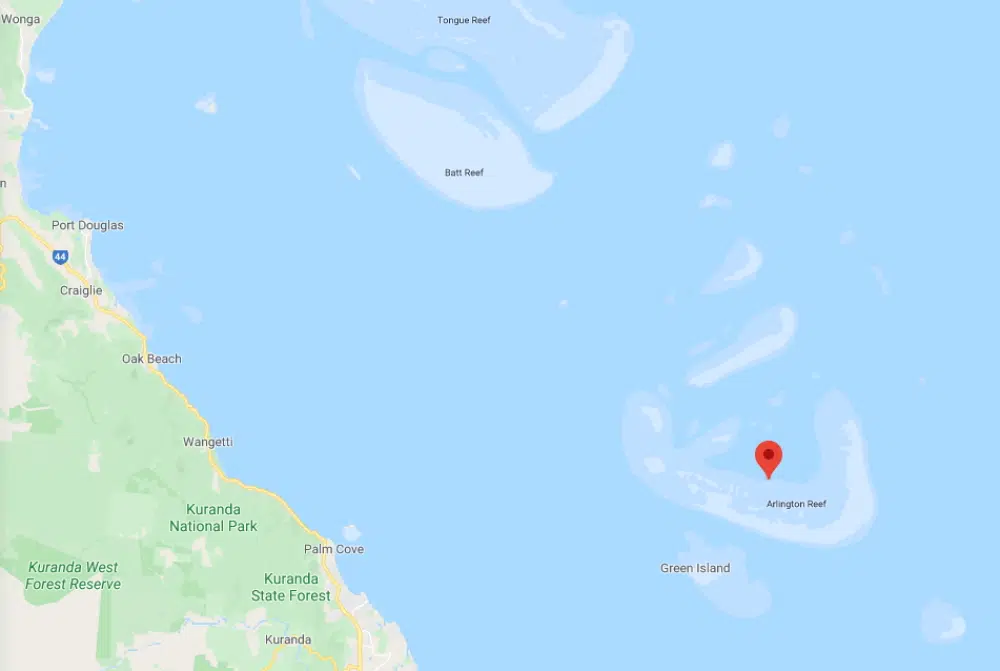 Tongue Reef
Wonga
Batt Reef
n
Port Douglas
44
Craiglie
Oak Beach
Wangetti
Arlington Reef
Kuranda
National Park
Palm Cove
Kuranda West
Forest Reserve
Green Island
Kuranda
State Forest
Kuranda